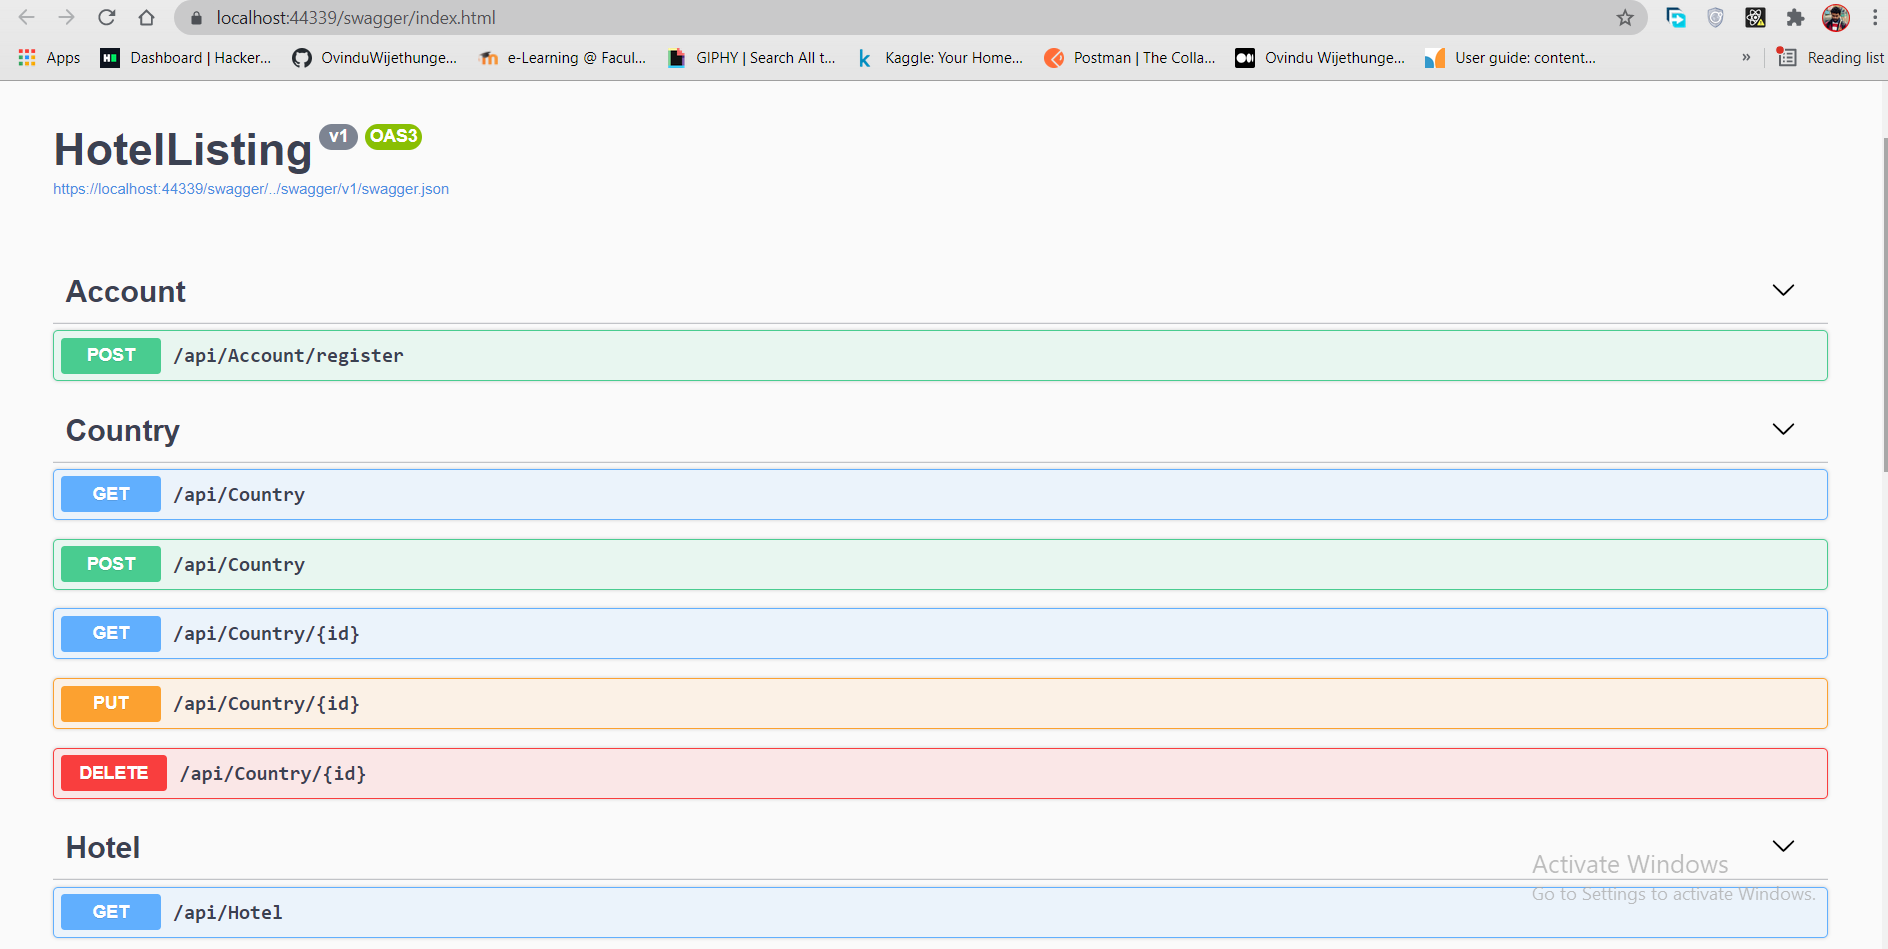 localhost:44339/swagger/index.html
Apps
Dashboard | Hacker...
OvinduWijethunge...
e-Learning @ Facul...
GIPHY | Search All t...
Kaggle: Your Home...
Postman | The Colla...
Ovindu Wijethunge...
User guide: content...
»
Reading list
HotelListing v1 OAS3
https://localhost:44339/swagger/../swagger/v1/swagger.json
Account
POST /api/Account/register
Country
GET /api/Country
POST /api/Country
GET /api/Country/{id}
PUT /api/Country/{id}
DELETE /api/Country/{id}
Hotel
GET /api/Hotel
Activate Windows
Go to Settings to activate Windows.